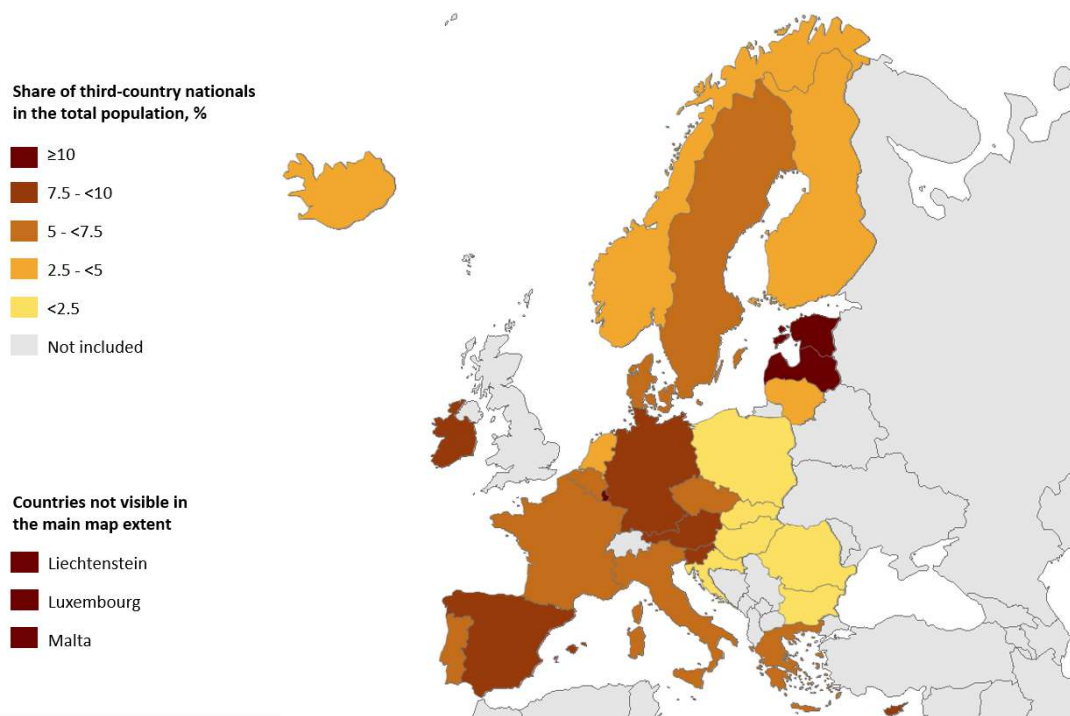 Share of third-country nationals
in the total population, %
≥10
7.5 - <10
5 - <7.5
2.5 - <5
<2.5
Not included
Countries not visible in
the main map extent
Liechtenstein
Luxembourg
Malta